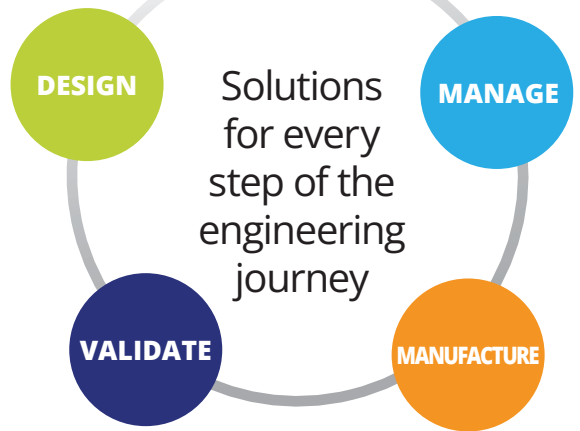 DESIGN
MANAGE
Solutions
for every
step of the
engineering
journey
VALIDATE
MANUFACTURE